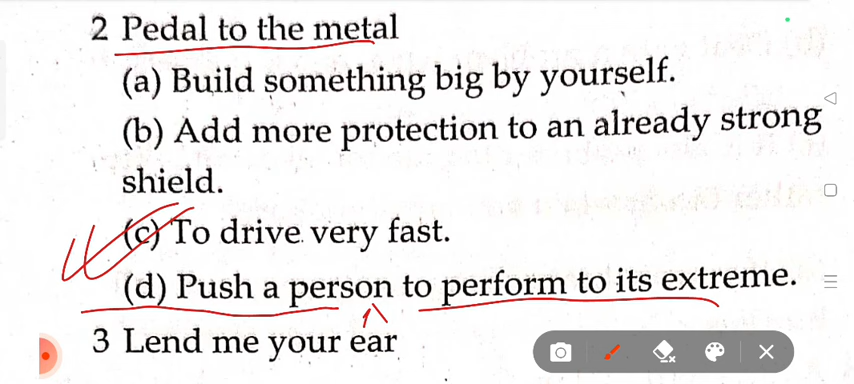 2 Pedal to the metal
(a) Build something big by yourself.
(b) Add more protection to an already strong
shield.
(c) To drive very fast.
(d) Push a person to perform to its extreme.
3 Lend me your ear